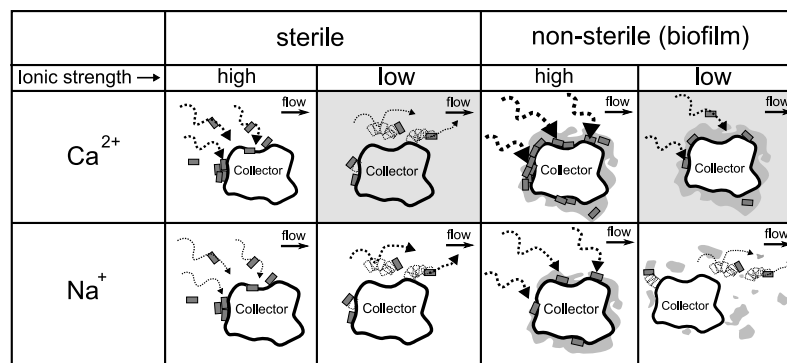 sterile non-sterile (biofilm)
Ionic strength → high low high low
Ca2+
flow flow flow flow
Collector Collector Collector Collector
Na+
flow flow flow flow
Collector Collector Collector Collector